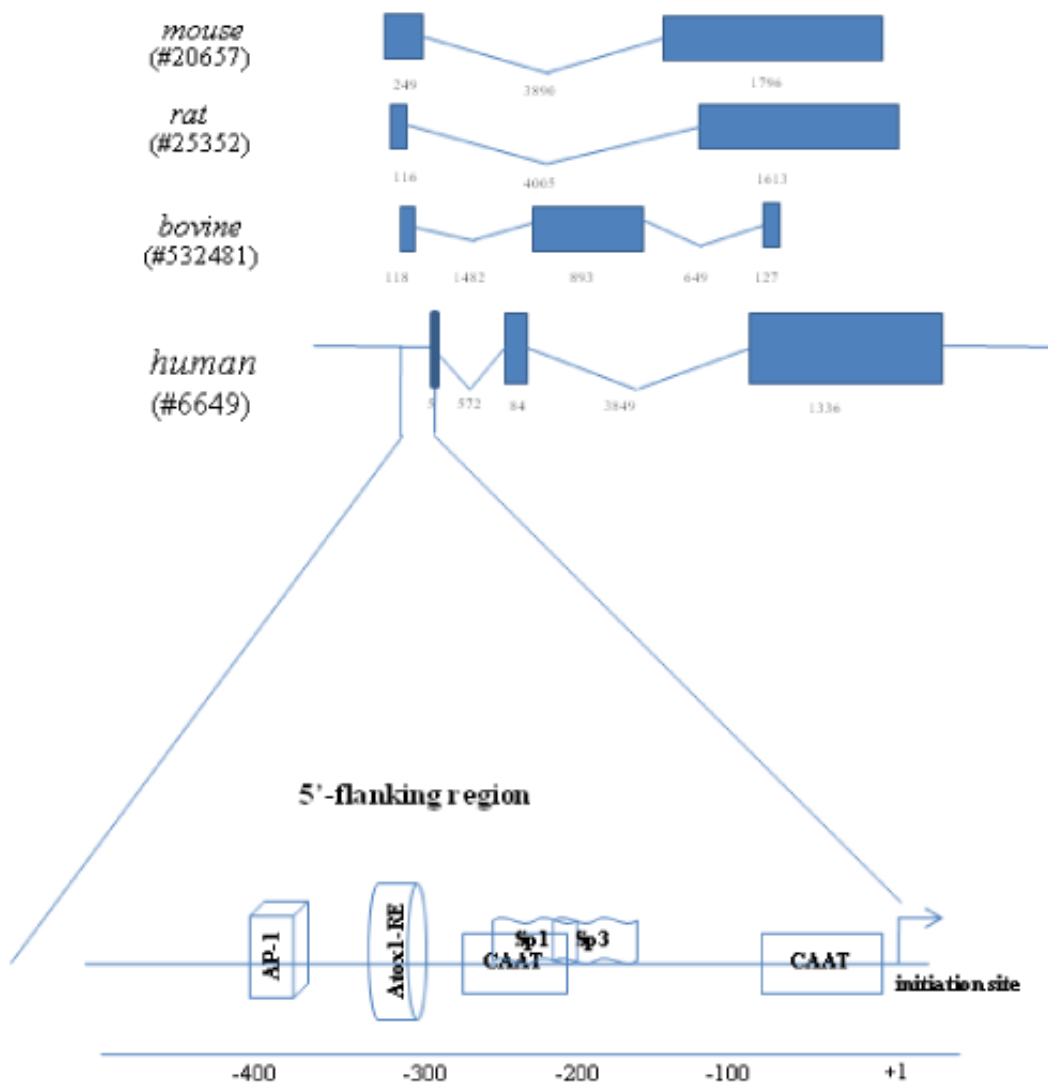 mouse
(#20657)
249 3890 1796
rat
(#25352)
116 4005 1613
bovine
(#532481)
118 1482 893 649 127
human
(#6649)
5 572 84 3849 1336
5'-flanking region
AP-1
Atox1-RE
Sp1 Sp3
CAAT CAAT
initiation site
-400 -300 -200 -100 +1